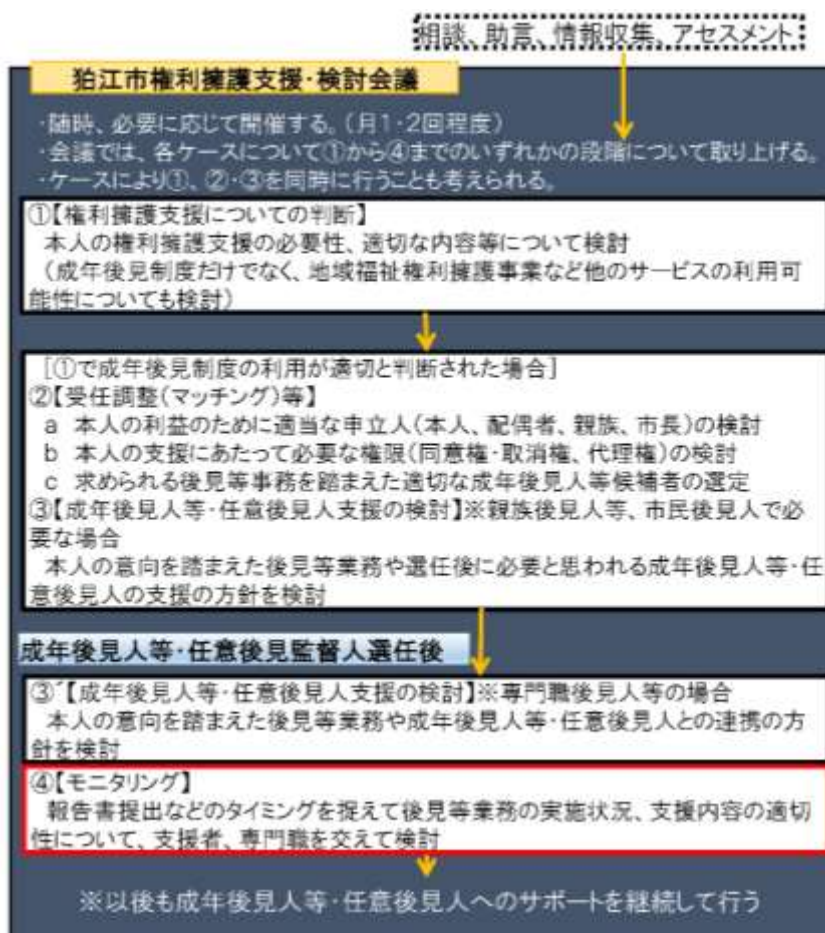 相談、助言、情報収集、アセスメント
狛江市権利擁護支援・検討会議
・随時、必要に応じて開催する。(月1・2回程度)
・会議では、各ケースについて①から④までのいずれかの段階について取り上げる。
・ケースにより①、②・③を同時に行うことも考えられる。
①【権利擁護支援についての判断】
本人の権利擁護支援の必要性、適切な内容等について検討
(成年後見制度だけでなく、地域福祉権利擁護事業など他のサービスの利用可
能性についても検討)
[①で成年後見制度の利用が適切と判断された場合]
②【受任調整(マッチング)等】
a 本人の利益のために適当な申立人(本人、配偶者、親族、市長)の検討
b 本人の支援にあたって必要な権限(同意権・取消権、代理権)の検討
c 求められる後見等事務を踏まえた適切な成年後見人等候補者の選定
③【成年後見人等・任意後見人支援の検討】※親族後見人等、市民後見人で必
要な場合
本人の意向を踏まえた後見等業務や選任後に必要と思われる成年後見人等・任
意後見人の支援の方針を検討
成年後見人等・任意後見監督人選任後
③´【成年後見人等・任意後見人支援の検討】※専門職後見人等の場合
本人の意向を踏まえた後見等業務や成年後見人等・任意後見人との連携の方
針を検討
④【モニタリング】
報告書提出などのタイミングを捉えて後見等業務の実施状況、支援内容の適切
性について、支援者、専門職を交えて検討
※以後も成年後見人等・任意後見人へのサポートを継続して行う